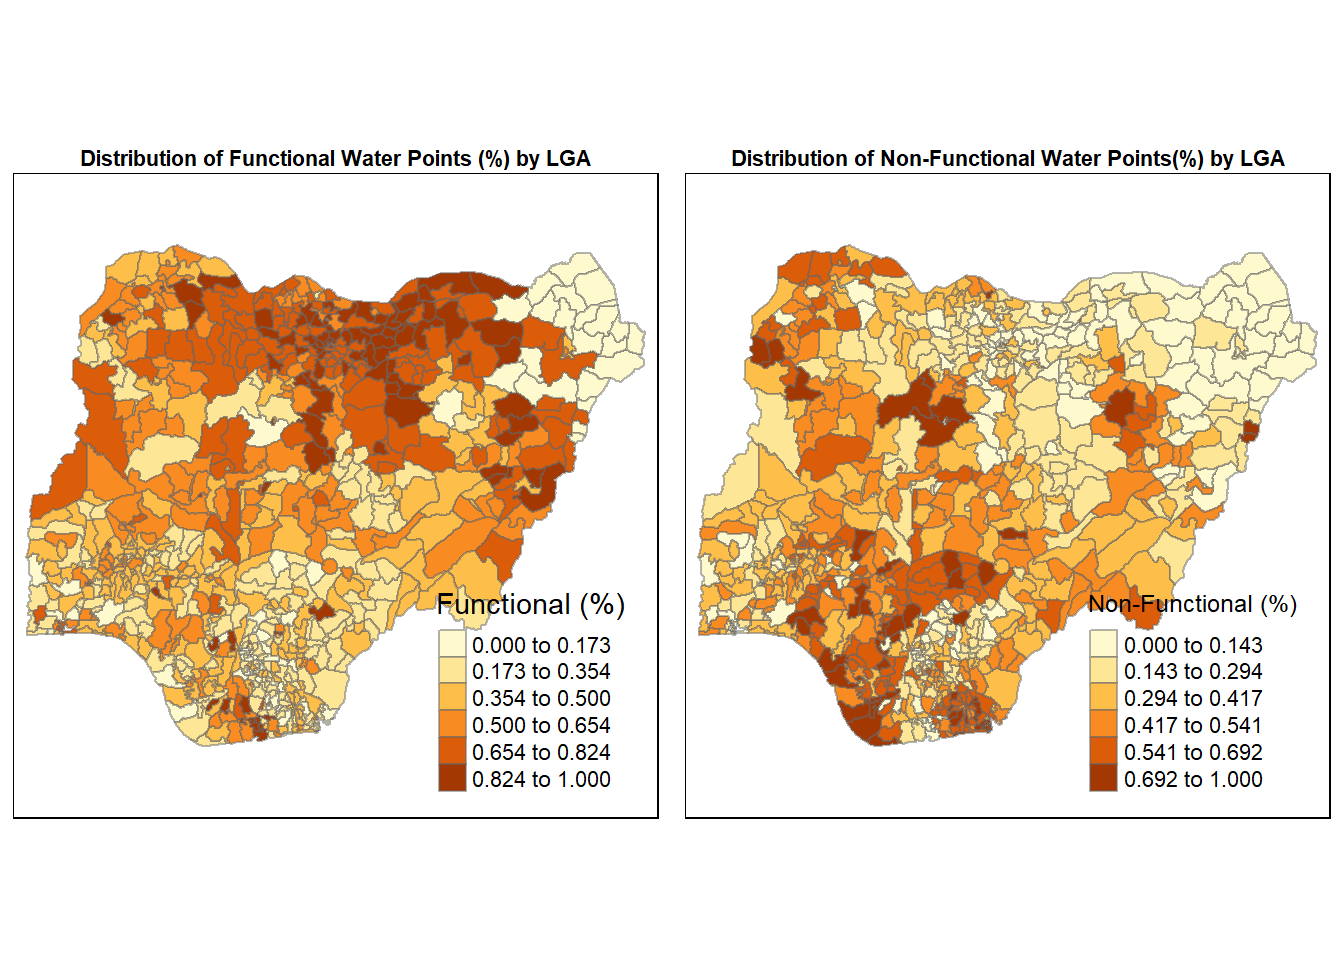 Distribution of Functional Water Points (%) by LGA
Functional (%)
0.000 to 0.173
0.173 to 0.354
0.354 to 0.500
0.500 to 0.654
0.654 to 0.824
0.824 to 1.000
Distribution of Non-Functional Water Points(%) by LGA
Non-Functional (%)
0.000 to 0.143
0.143 to 0.294
0.294 to 0.417
0.417 to 0.541
0.541 to 0.692
0.692 to 1.000